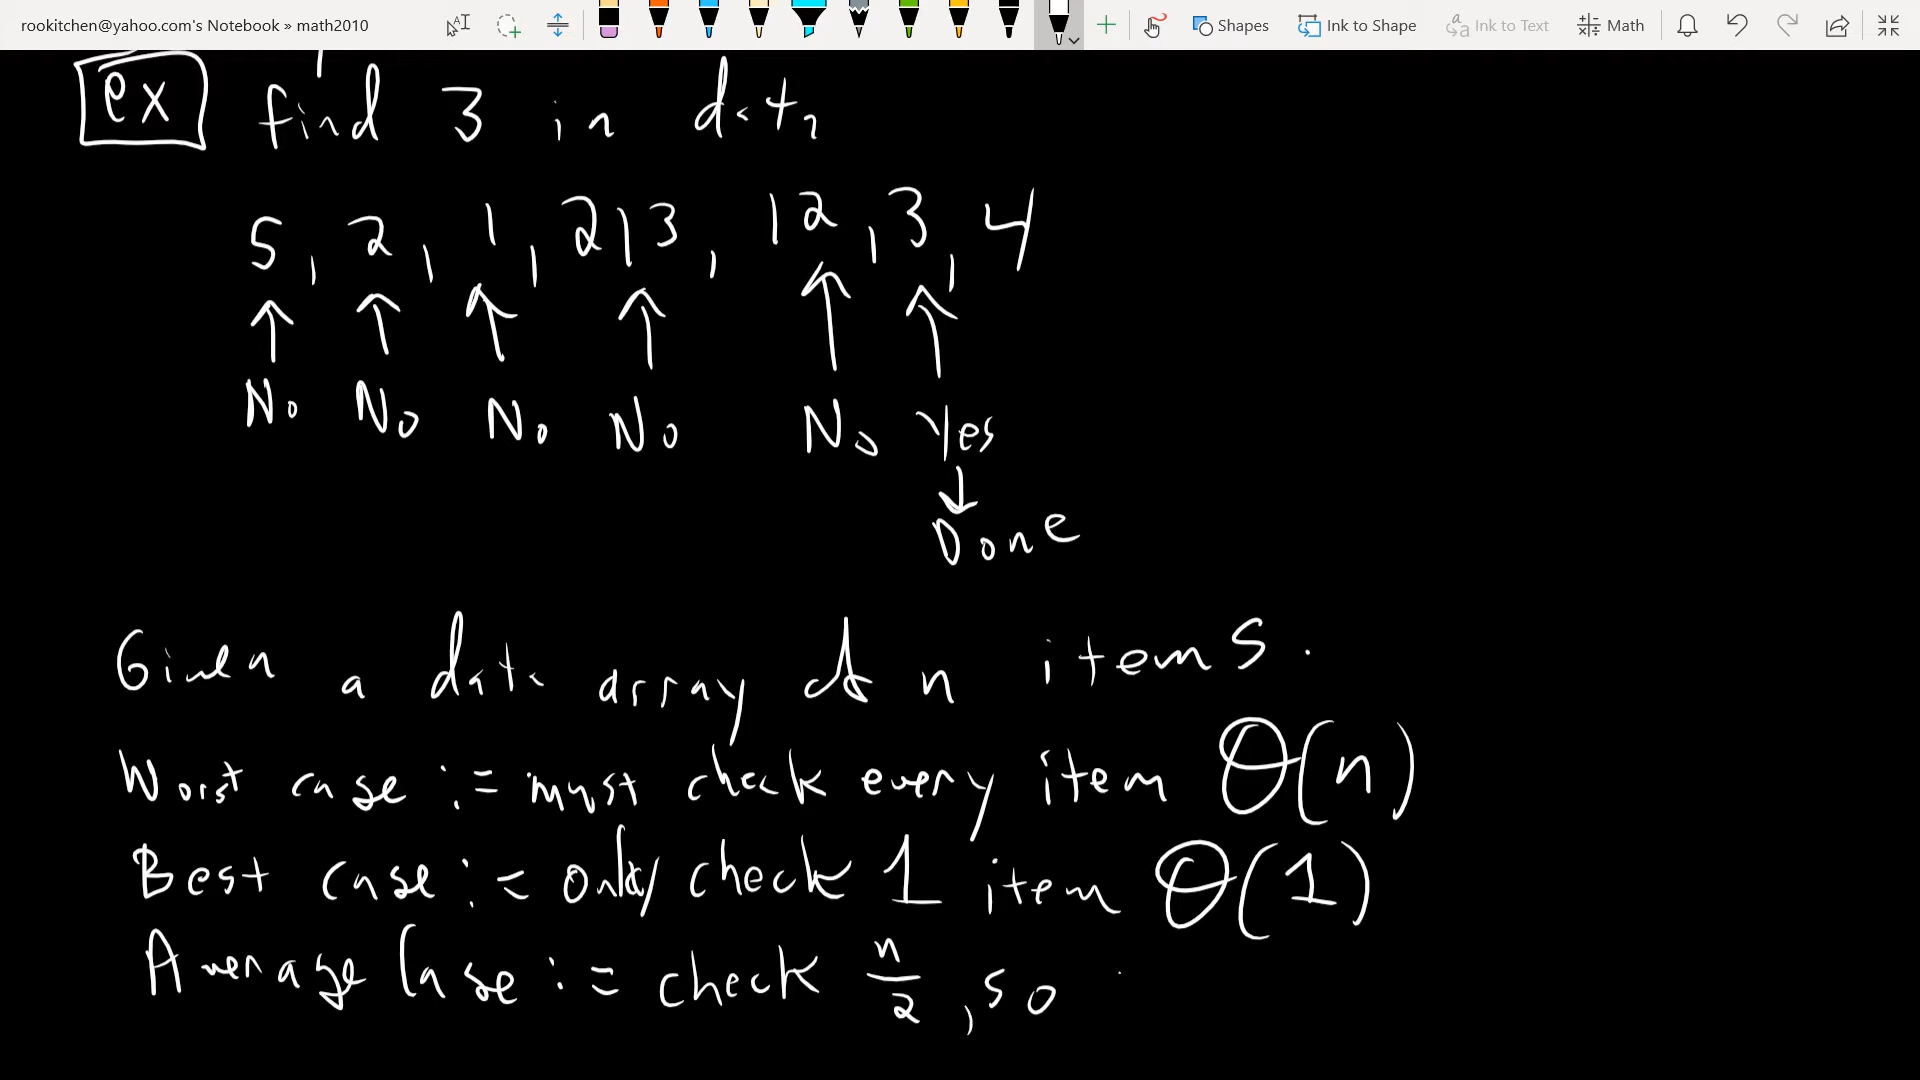 rookitchen@yahoo.com's Notebook » math2010
Shapes
Ink to Shape
Ink to Text
Math
ex find 3 in data
5, 2, 1, 213, 12, 3, 4
No No No No No Yes
Done
Given a data array of n items.
Worst case := must check every item O(n)
Best case := only check 1 item O(1)
Average Case := check n/2, so